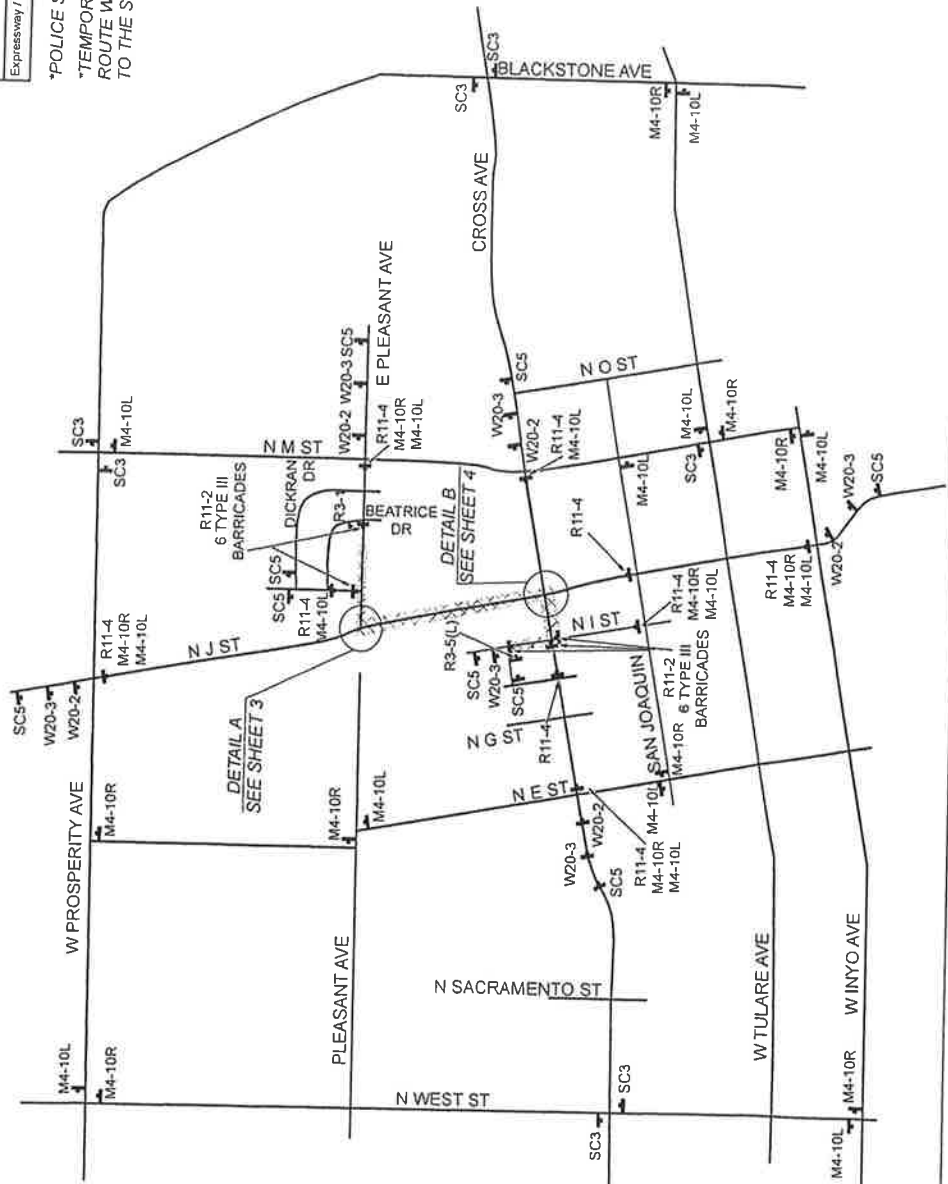 Expressway /
*POLICE S
*TEMPOR
ROUTE W
TO THE S
SC3
SC3
BLACKSTONE AVE
M4-10R
M4-10L
CROSS AVE
E PLEASANT AVE
SC3
M4-10L
SC3
N M ST
DICKRAN
DR
R11-2
6 TYPE III
BARRICADES
R3-1
BEATRICE
DR
W20-2
W20-3
SC5
R11-4
M4-10R
M4-10L
SC5
SC5
R11-4
M4-10L
DETAIL B
SEE SHEET 4
SC5
W20-3
W20-2
R11-4
M4-10L
N O ST
M4-10L
M4-10R
SC3
M4-10L
M4-10R
M4-10L
W20-3
SC5
W20-2
R11-4
M4-10R
M4-10L
R11-4
R11-4
M4-10R
M4-10L
N I ST
R11-2
6 TYPE III
BARRICADES
R3-5(L)
SC5
W20-3
SC5
R11-4
N J ST
R11-4
M4-10R
M4-10L
SC5
W20-3
W20-2
DETAIL A
SEE SHEET 3
N G ST
SAN JOAQUIN
M4-10R
M4-10L
N E ST
W20-2
W20-3
SC5
R11-4
M4-10R
M4-10L
W PROSPERITY AVE
M4-10R
M4-10R
M4-10L
PLEASANT AVE
N SACRAMENTO ST
W TULARE AVE
W INYO AVE
N WEST ST
M4-10L
M4-10R
SC3
SC3
M4-10R
M4-10L